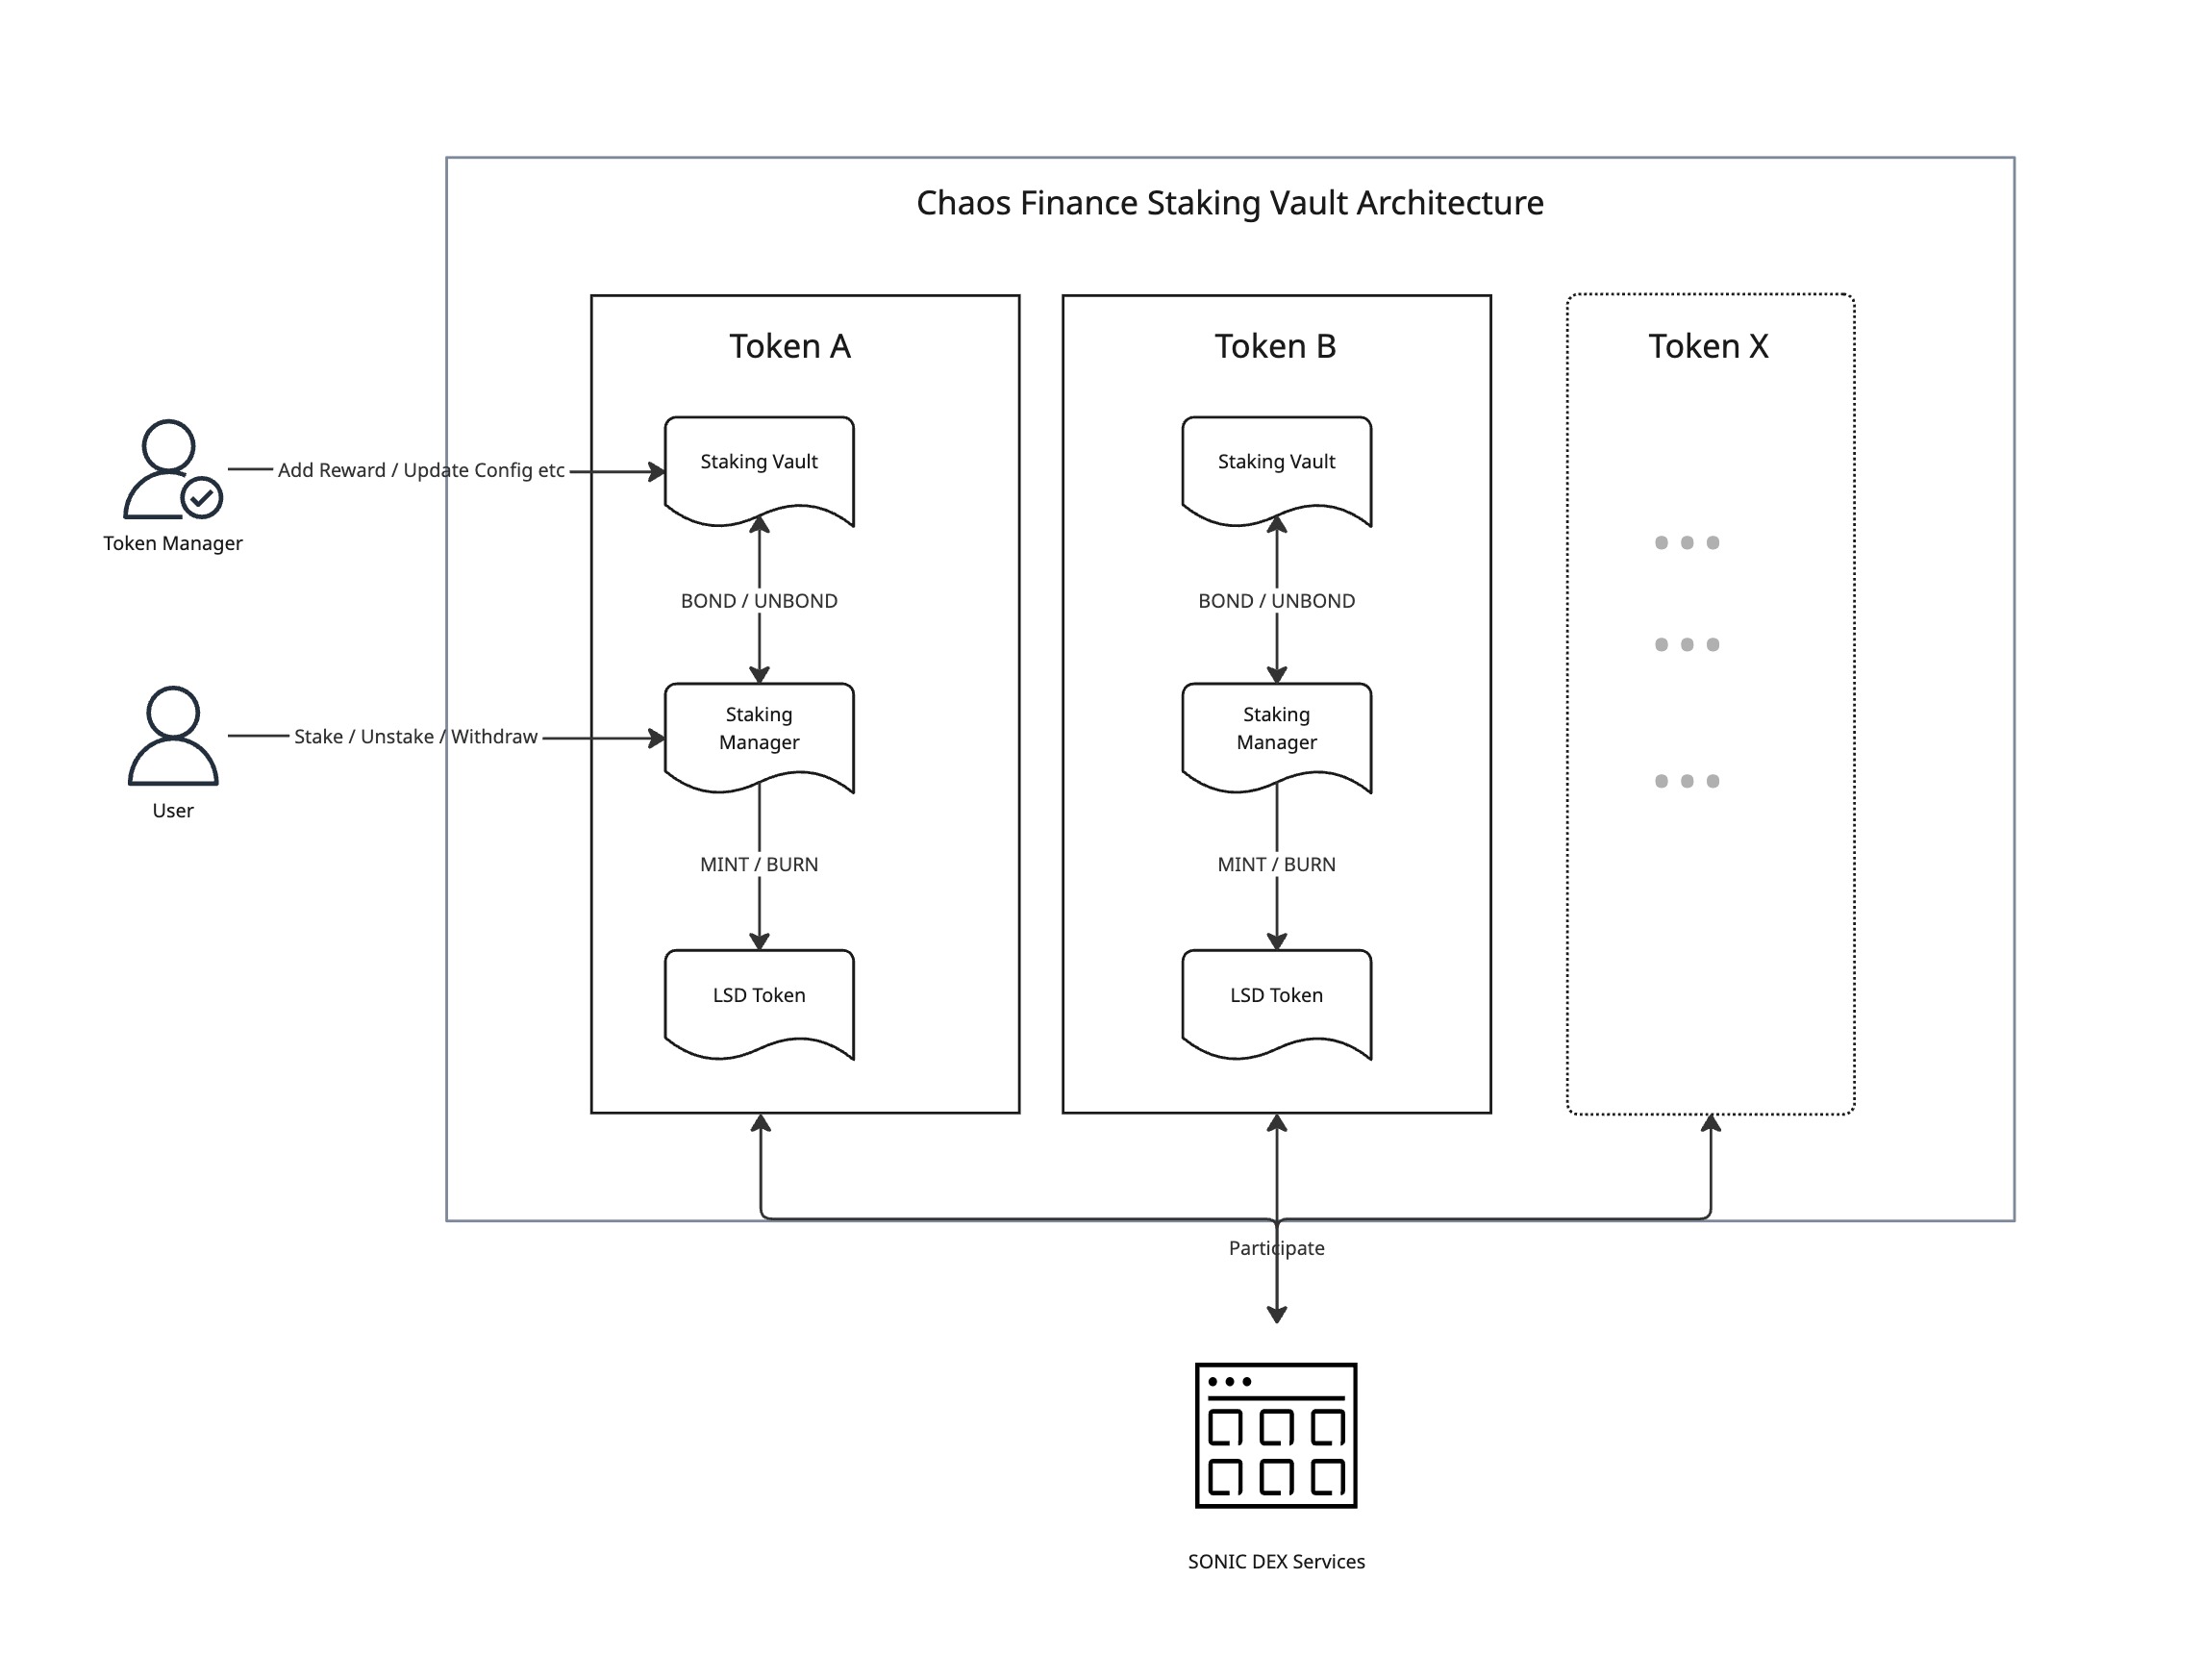 Chaos Finance Staking Vault Architecture
Token A
Token B
Token X
Staking Vault
Staking Vault
Add Reward / Update Config etc
Token Manager
BOND / UNBOND
BOND / UNBOND
Staking
Manager
Staking
Manager
Stake / Unstake / Withdraw
User
MINT / BURN
MINT / BURN
LSD Token
LSD Token
Participate
SONIC DEX Services